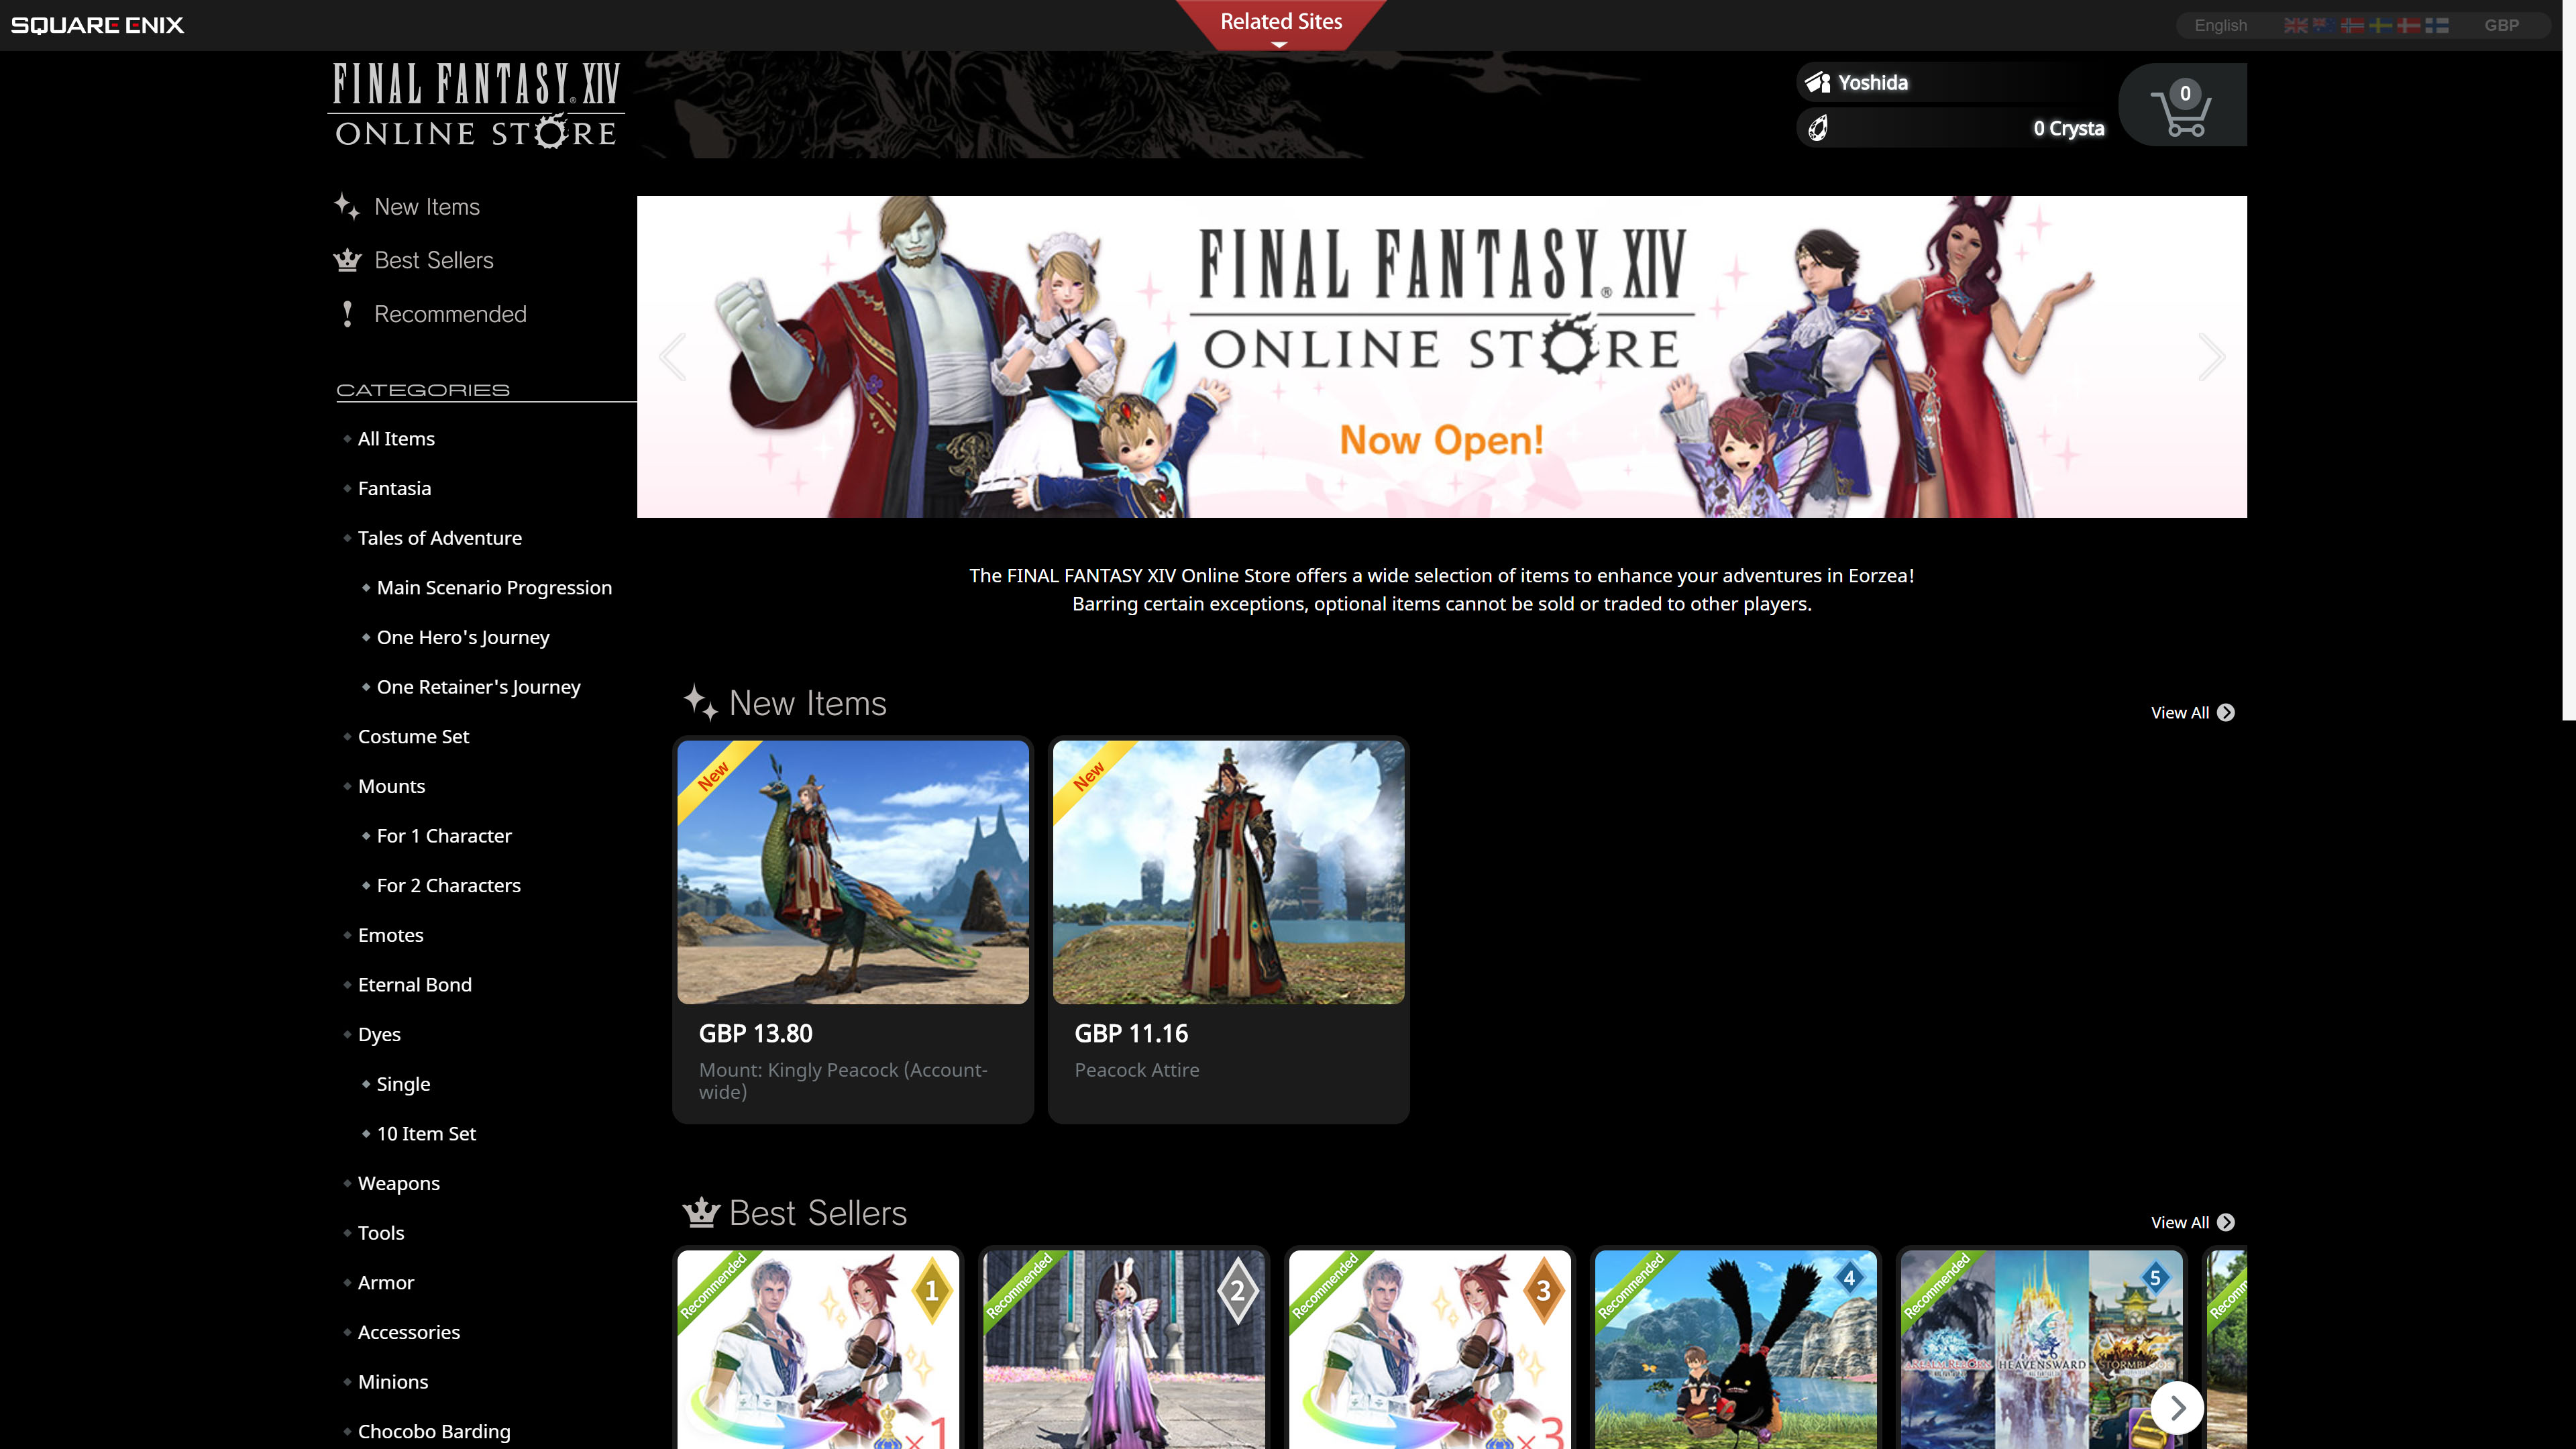 SQUARE ENIX
Related Sites
English
GBP
FINAL FANTASY® XIV
ONLINE STORE
Yoshida
0 Crysta
0
New Items
Best Sellers
Recommended
CATEGORIES
All Items
Fantasia
Tales of Adventure
Main Scenario Progression
One Hero's Journey
One Retainer's Journey
Costume Set
Mounts
For 1 Character
For 2 Characters
Emotes
Eternal Bond
Dyes
Single
10 Item Set
Weapons
Tools
Armor
Accessories
Minions
Chocobo Barding
FINAL FANTASY® XIV
ONLINE STORE
Now Open!
The FINAL FANTASY XIV Online Store offers a wide selection of items to enhance your adventures in Eorzea!
Barring certain exceptions, optional items cannot be sold or traded to other players.
New Items
View All
New
GBP 13.80
Mount: Kingly Peacock (Account-
wide)
New
GBP 11.16
Peacock Attire
Best Sellers
View All
Recommended
1
×1
Recommended
2
Recommended
3
×3
Recommended
4
Recommended
5
HEAVENSWARD
Recomm